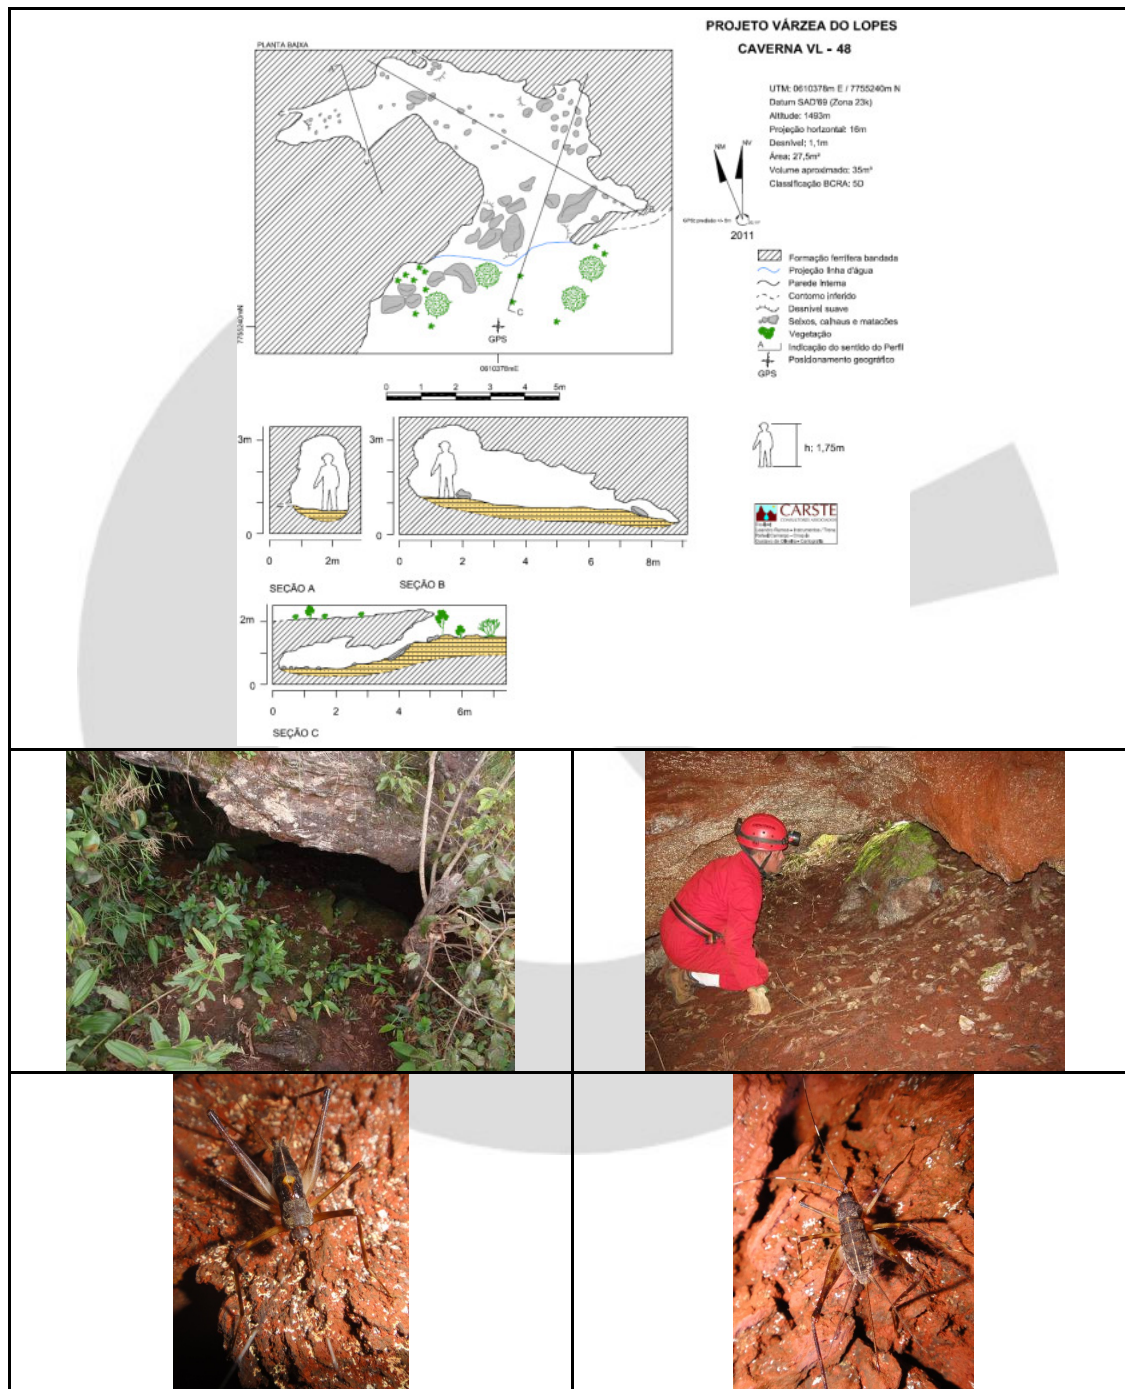 PROJETO VÁRZEA DO LOPES
CAVERNA VL - 48
PLANTA BAIXA
UTM: 0610378m E / 7755240m N
Datum SAD'69 (Zona 23k)
Altitude: 1493m
Projeção horizontal: 16m
Desnível: 1,1m
Área: 27,5m²
Volume aproximado: 35m³
Classificação BCRA: 5D
NM
NV
2011
Formação ferrífera bandada
Projeção linha d'água
Parede Interna
Contorno inferido
Desnível suave
Seixos, calhaus e matacões
Vegetação
A
Indicação do sentido do Perfil
Posicionamento geográfico
GPS
C
GPS
7755240mN
0610378mE
0 1 2 3 4 5m
3m
0
0 2m
SEÇÃO A
3m
0
0 2 4 6 8m
SEÇÃO B
h: 1,75m
CARSTE
2m
0
0 2 4 6m
SEÇÃO C